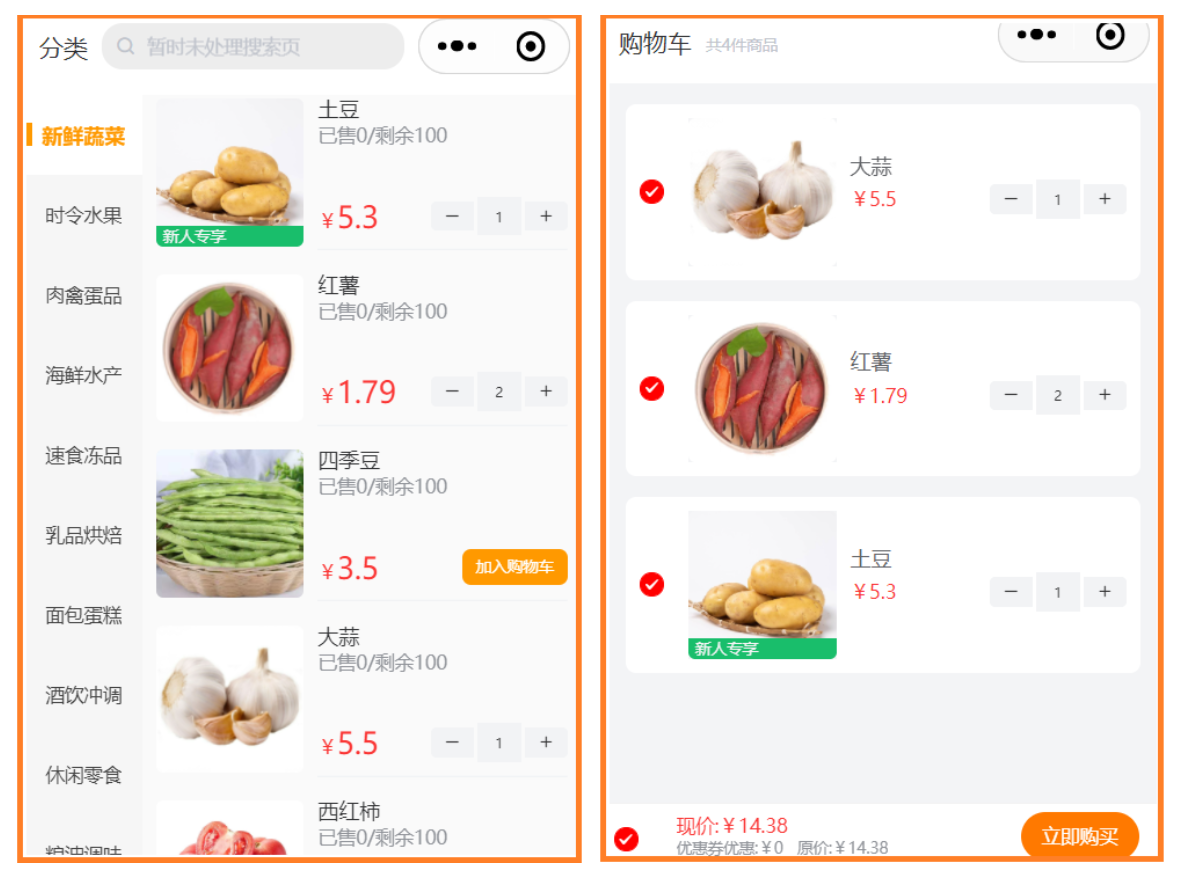 分类
暂时未处理搜索页
新鲜蔬菜
时令水果
肉禽蛋品
海鲜水产
速食冻品
乳品烘焙
面包蛋糕
酒饮冲调
休闲零食
粮油调味
土豆
已售0/剩余100
新人专享
¥5.3
− 1 +
红薯
已售0/剩余100
¥1.79
− 2 +
四季豆
已售0/剩余100
¥3.5
加入购物车
大蒜
已售0/剩余100
¥5.5
− 1 +
西红柿
已售0/剩余100
购物车 共4件商品
大蒜
¥5.5
− 1 +
红薯
¥1.79
− 2 +
土豆
¥5.3
− 1 +
新人专享
现价:¥14.38
优惠券优惠:¥0 原价:¥14.38
立即购买